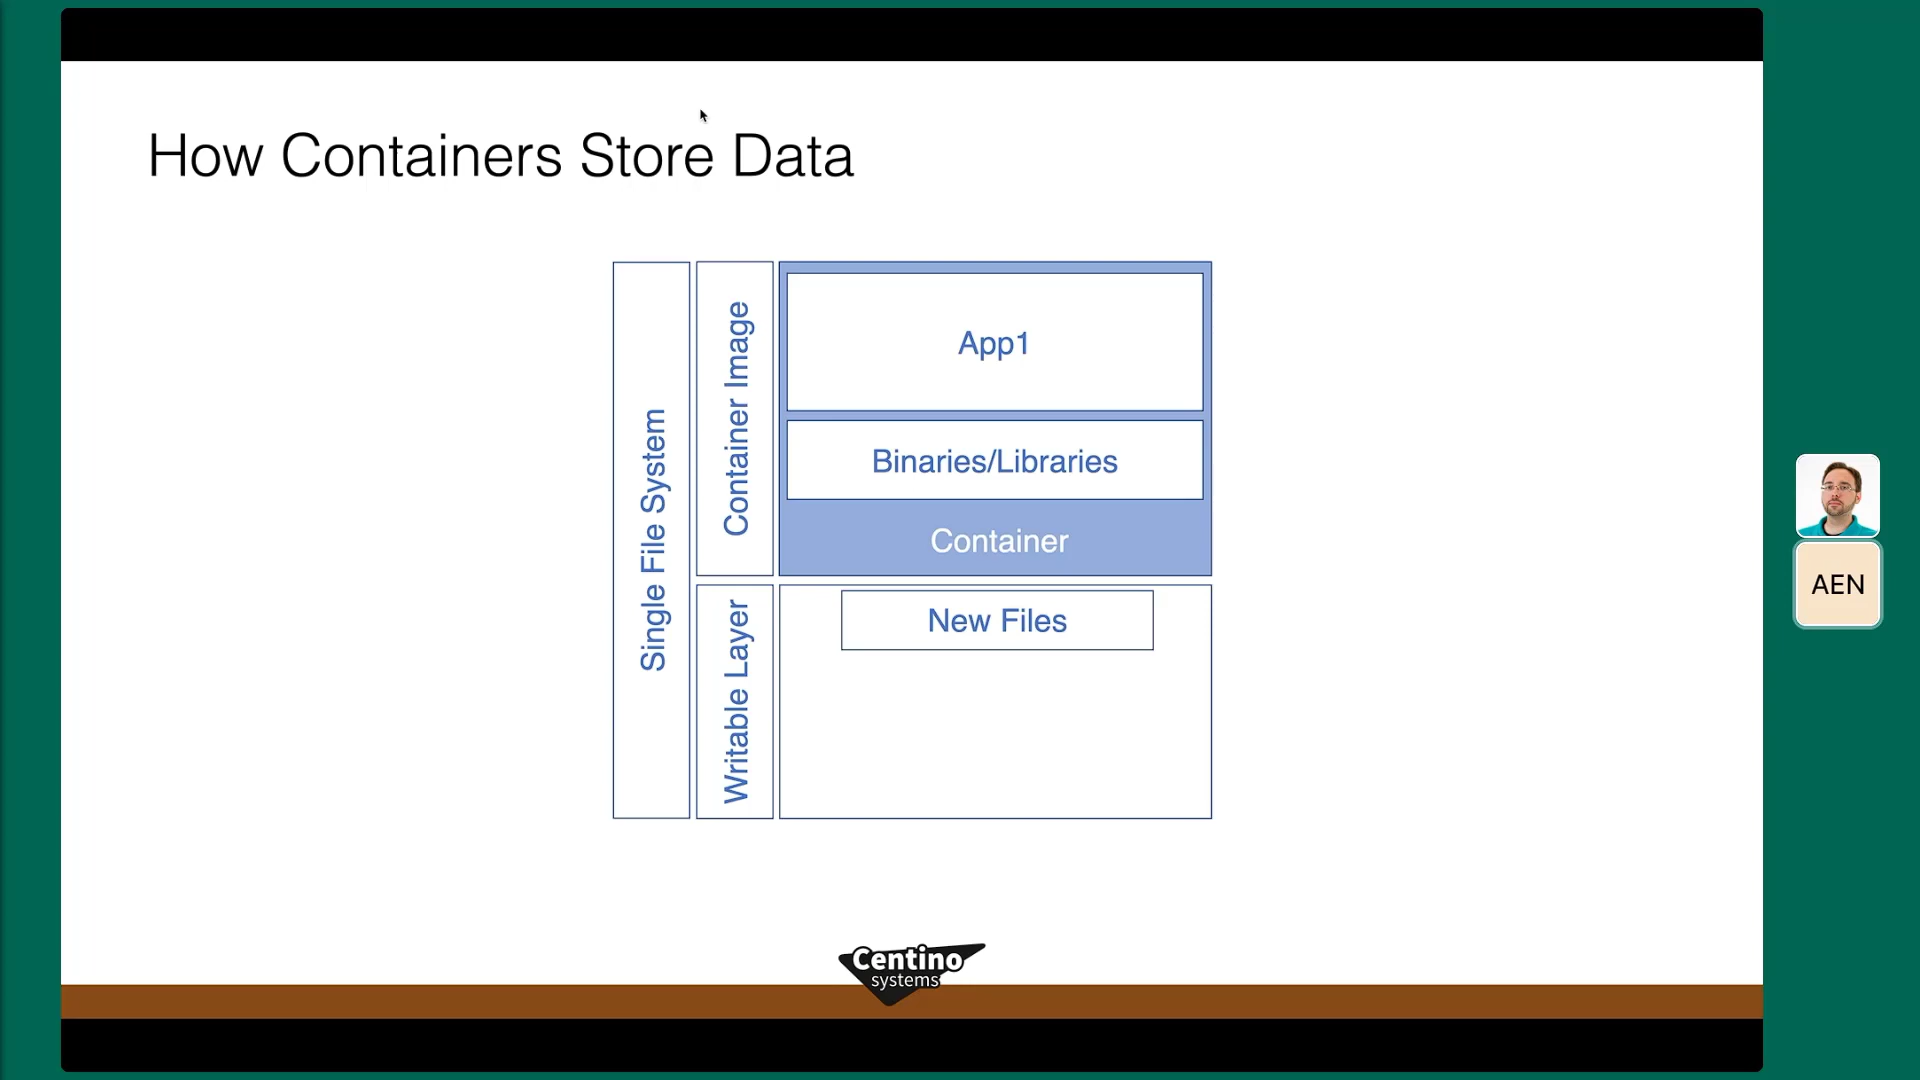 How Containers Store Data
Single File System
Container Image
App1
Binaries/Libraries
Container
Writable Layer
New Files
AEN
Centino
systems